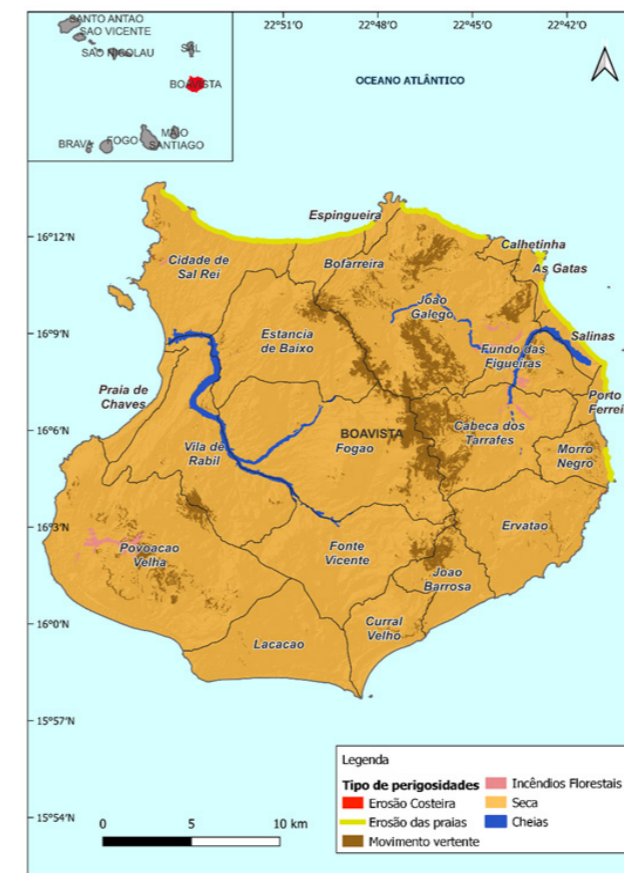 SANTO ANTAO
SAO VICENTE
SAO NICOLAU
SAL
BOAVISTA
BRAVA
FOGO
MAIO
SANTIAGO
22°51'O
22°48'O
22°45'O
22°42'O
OCEANO ATLÂNTICO
Espingueira
16°12'N
Cidade de
Sal Rei
Bofarreira
Calhetinha
As Gatas
João
Galego
16°9'N
Estancia
de Baixo
Salinas
Fundo das
Figueiras
Praia de
Chaves
Porto
Ferrei
16°6'N
Vila de
Rabil
BOAVISTA
Fogao
Cabeca dos
Tarrafes
Morro
Negro
16°3'N
Povoacao
Velha
Fonte
Vicente
Ervatao
Joao
Barrosa
16°0'N
Lacacao
Curral
Velho
15°57'N
15°54'N
0 5 10 km
Legenda
Tipo de perigosidades
Erosão Costeira
Erosão das praias
Movimento vertente
Incêndios Florestais
Seca
Cheias